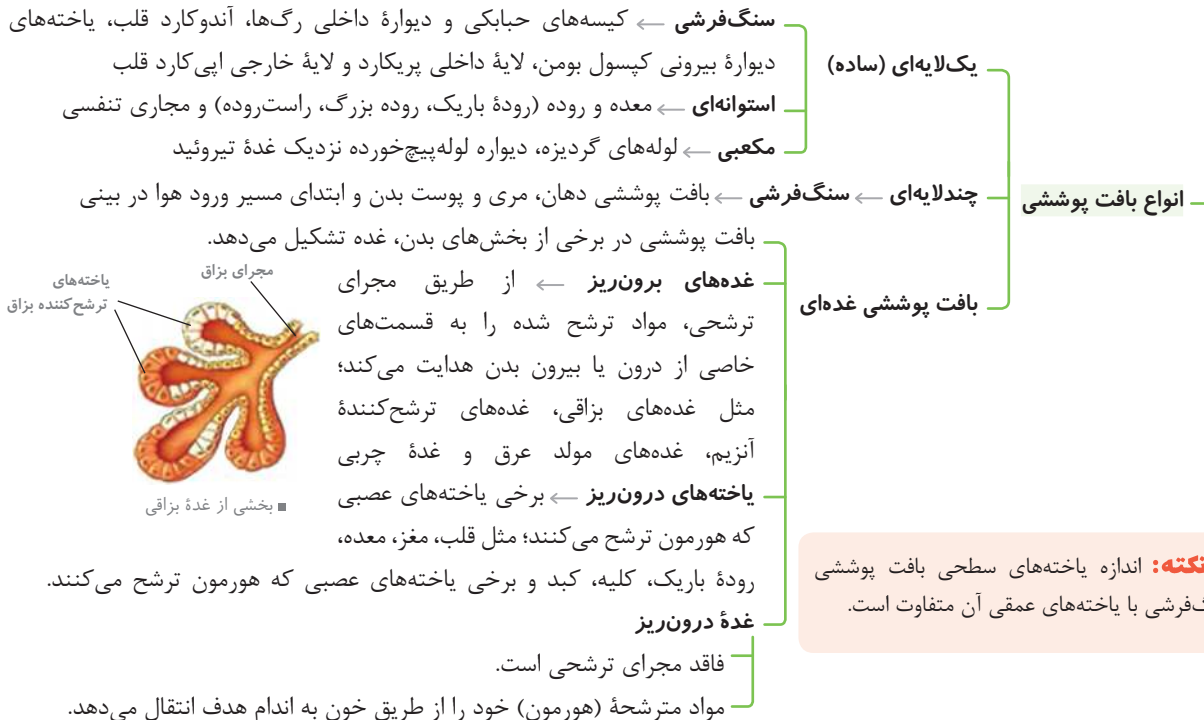 انواع بافت پوششی
یک‌لایه‌ای (ساده)
سنگ‌فرشی ← کیسه‌های حبابکی و دیوارهٔ داخلی رگ‌ها، آندوکارد قلب، یاخته‌های
دیوارهٔ بیرونی کپسول بومن، لایهٔ داخلی پریکارد و لایهٔ خارجی اپی‌کارد قلب
استوانه‌ای ← معده و روده (رودهٔ باریک، روده بزرگ، راست‌روده) و مجاری تنفسی
مکعبی ← لوله‌های گردیزه، دیواره لوله‌پیچ‌خورده نزدیک غدهٔ تیروئید
چندلایه‌ای ← سنگ‌فرشی ← بافت پوششی دهان، مری و پوست بدن و ابتدای مسیر ورود هوا در بینی
بافت پوششی غده‌ای
بافت پوششی در برخی از بخش‌های بدن، غده تشکیل می‌دهد.
غده‌های برون‌ریز ← از طریق مجرای
ترشحی، مواد ترشح شده را به قسمت‌های
خاصی از درون یا بیرون بدن هدایت می‌کند؛
مثل غده‌های بزاقی، غده‌های ترشح‌کنندهٔ
آنزیم، غده‌های مولد عرق و غدهٔ چربی
یاخته‌های درون‌ریز ← برخی یاخته‌های عصبی
که هورمون ترشح می‌کنند؛ مثل قلب، مغز، معده،
رودهٔ باریک، کلیه، کبد و برخی یاخته‌های عصبی که هورمون ترشح می‌کنند.
غدهٔ درون‌ریز
فاقد مجرای ترشحی است.
مواد مترشحهٔ (هورمون) خود را از طریق خون به اندام هدف انتقال می‌دهد.
مجرای بزاق
یاخته‌های
ترشح‌کننده بزاق
■ بخشی از غدهٔ بزاقی
نکته: اندازه یاخته‌های سطحی بافت پوششی
گ‌فرشی با یاخته‌های عمقی آن متفاوت است.